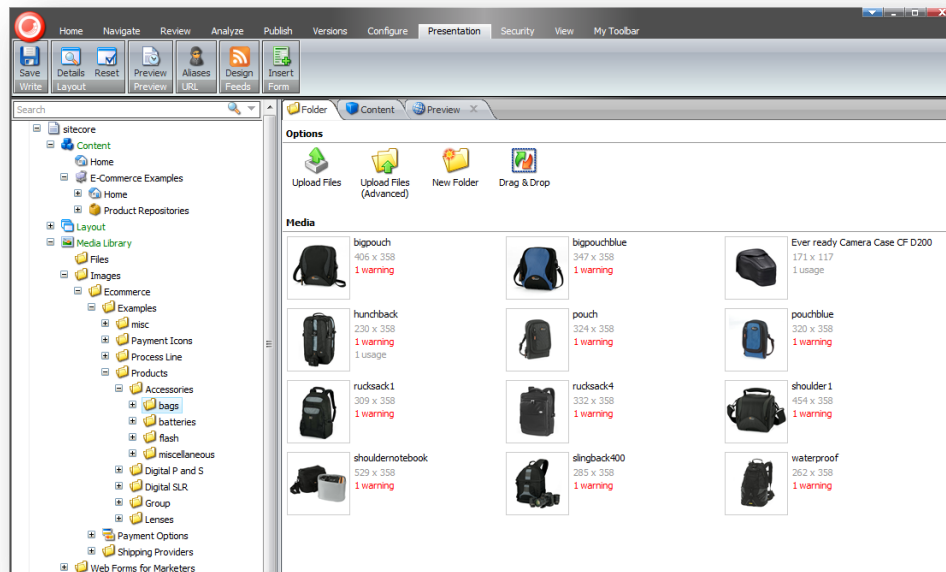 Home Navigate Review Analyze Publish Versions Configure Presentation Security View My Toolbar
Save Details Reset Preview Aliases Design Insert
Write Layout Preview URL Feeds Form
Search
sitecore
Content
Home
E-Commerce Examples
Home
Product Repositories
Layout
Media Library
Files
Images
Ecommerce
Examples
misc
Payment Icons
Process Line
Products
Accessories
bags
batteries
flash
miscellaneous
Digital P and S
Digital SLR
Group
Lenses
Payment Options
Shipping Providers
Web Forms for Marketers
Folder Content Preview
Options
Upload Files
Upload Files
(Advanced)
New Folder
Drag & Drop
Media
bigpouch
406 x 358
1 warning
bigpouchblue
347 x 358
1 warning
Ever ready Camera Case CF D200
171 x 117
1 usage
hunchback
230 x 358
1 warning
1 usage
pouch
324 x 358
1 warning
pouchblue
320 x 358
1 warning
rucksack1
309 x 358
1 warning
rucksack4
332 x 358
1 warning
shoulder1
454 x 358
1 warning
shouldernotebook
529 x 358
1 warning
slingback400
285 x 358
1 warning
waterproof
262 x 358
1 warning